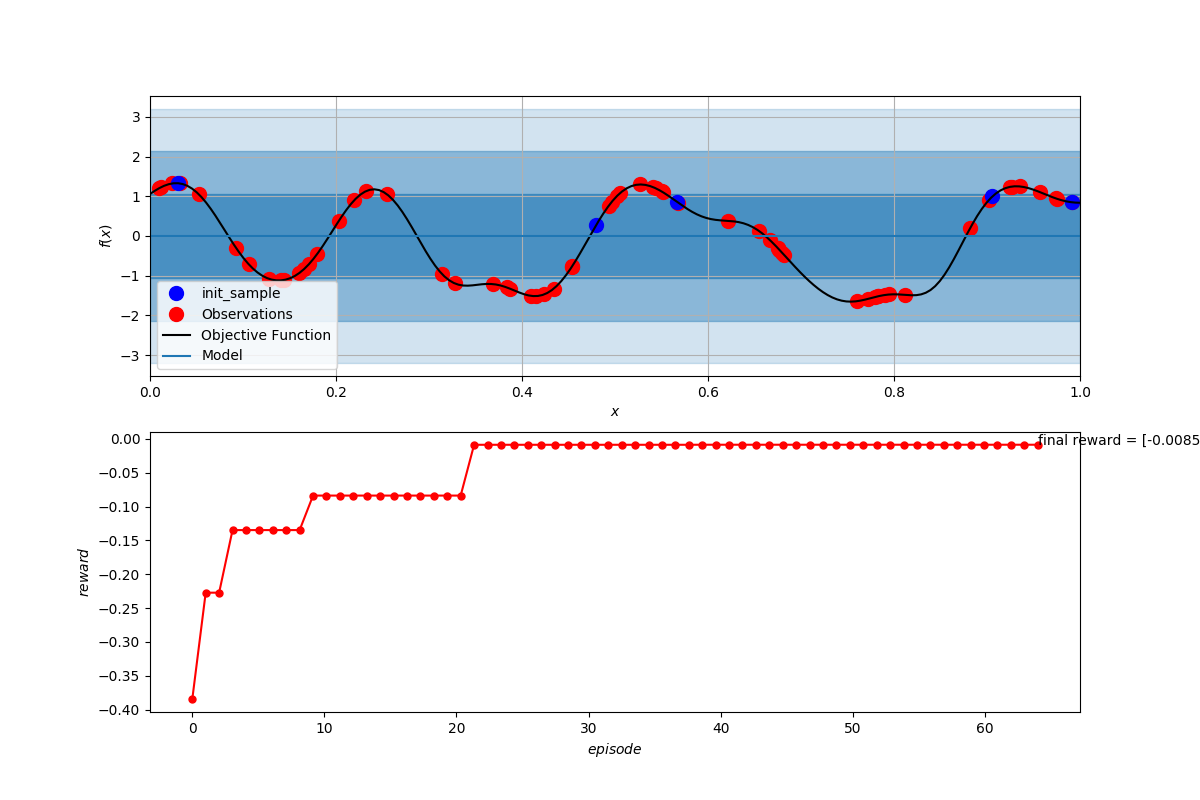 3
2
1
0
−1
−2
−3
f(x)
init_sample
Observations
Objective Function
Model
0.0 0.2 0.4 0.6 0.8 1.0
x
0.00
−0.05
−0.10
−0.15
−0.20
−0.25
−0.30
−0.35
−0.40
reward
final reward = [-0.0085
0 10 20 30 40 50 60
episode